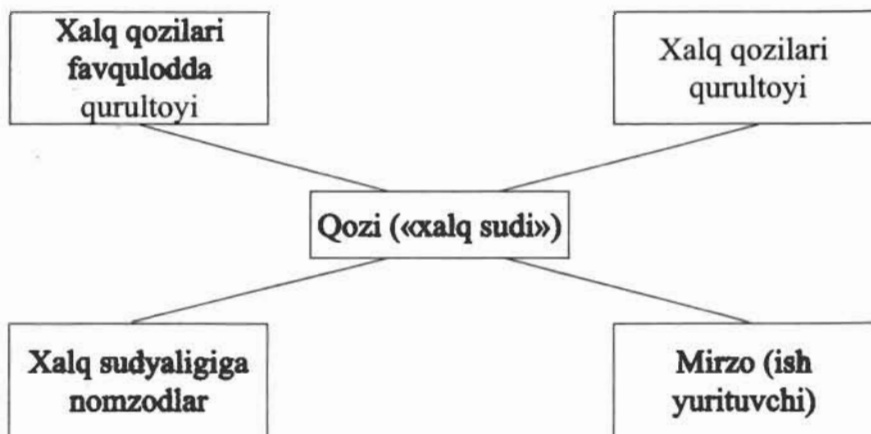 Xalq qozilari
favqulodda
qurultoyi
Xalq qozilari
qurultoyi
Qozi («xalq sudi»)
Xalq sudyaligiga
nomzodlar
Mirzo (ish
yurituvchi)